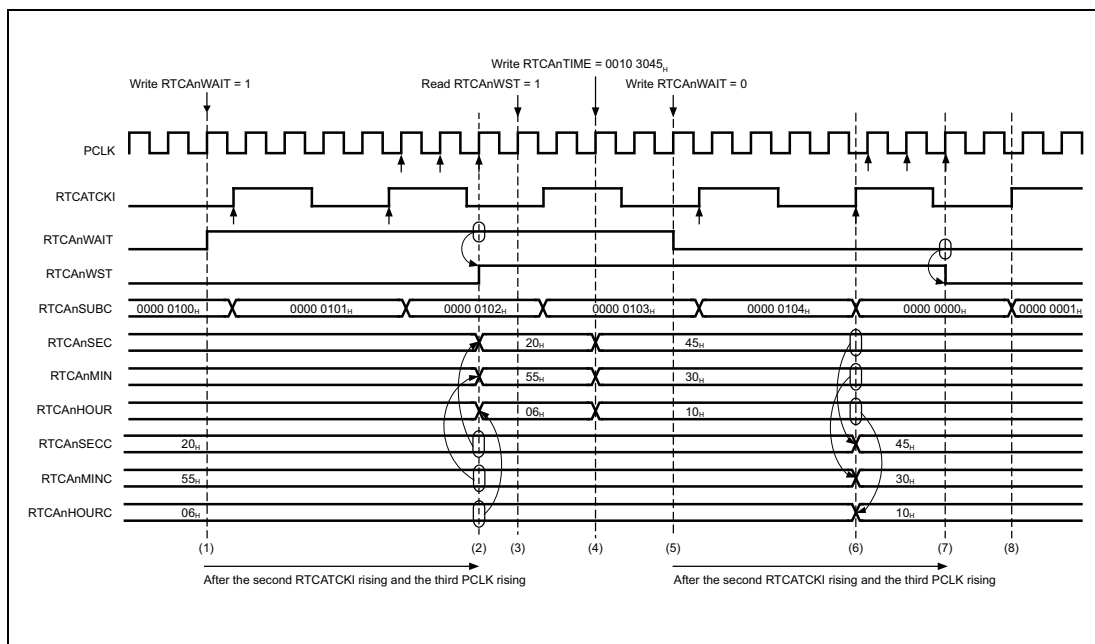 Write RTCAnTIME = 0010 3045H
Write RTCAnWAIT = 1 Read RTCAnWST = 1 Write RTCAnWAIT = 0
PCLK
RTCATCKI
RTCAnWAIT
RTCAnWST
RTCAnSUBC 0000 0100H 0000 0101H 0000 0102H 0000 0103H 0000 0104H 0000 0000H 0000 0001H
RTCAnSEC 20H 45H
RTCAnMIN 55H 30H
RTCAnHOUR 06H 10H
RTCAnSECC 20H 45H
RTCAnMINC 55H 30H
RTCAnHOURC 06H 10H
(1) (2) (3) (4) (5) (6) (7) (8)
After the second RTCATCKI rising and the third PCLK rising After the second RTCATCKI rising and the third PCLK rising